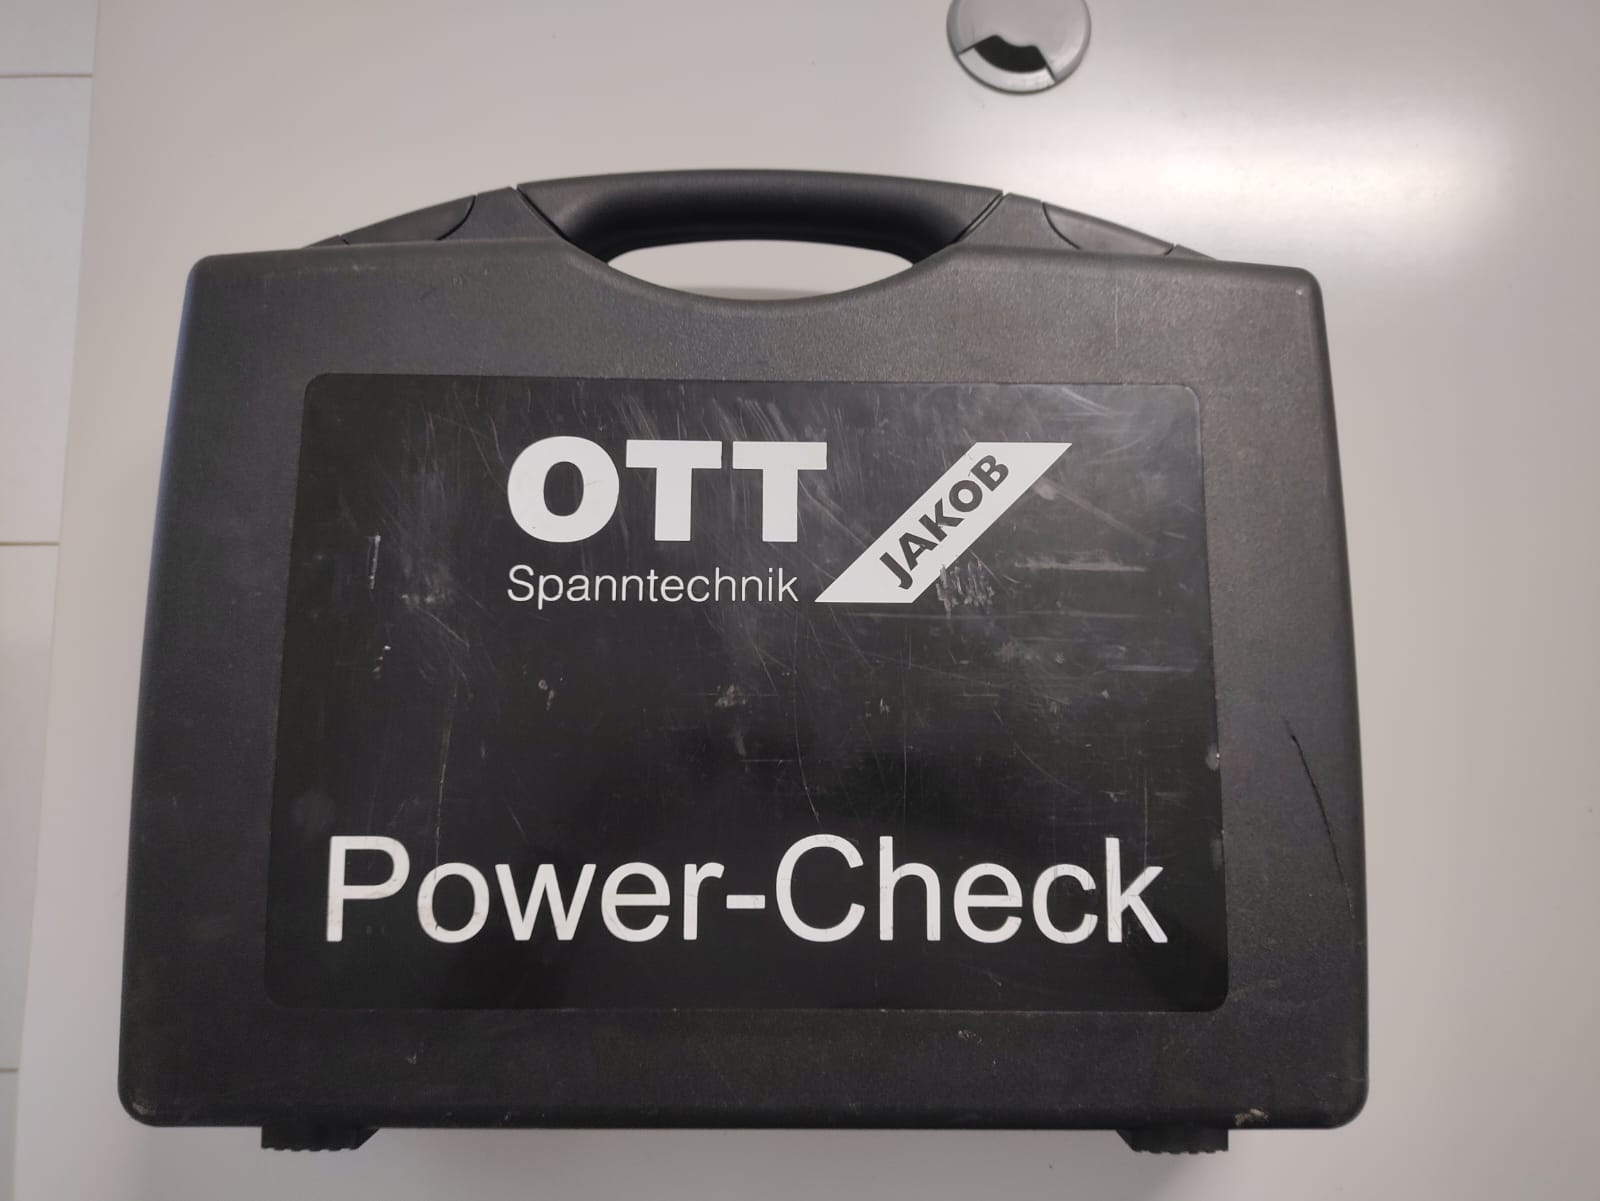 OTT
JAKOB
Spanntechnik
Power-Check